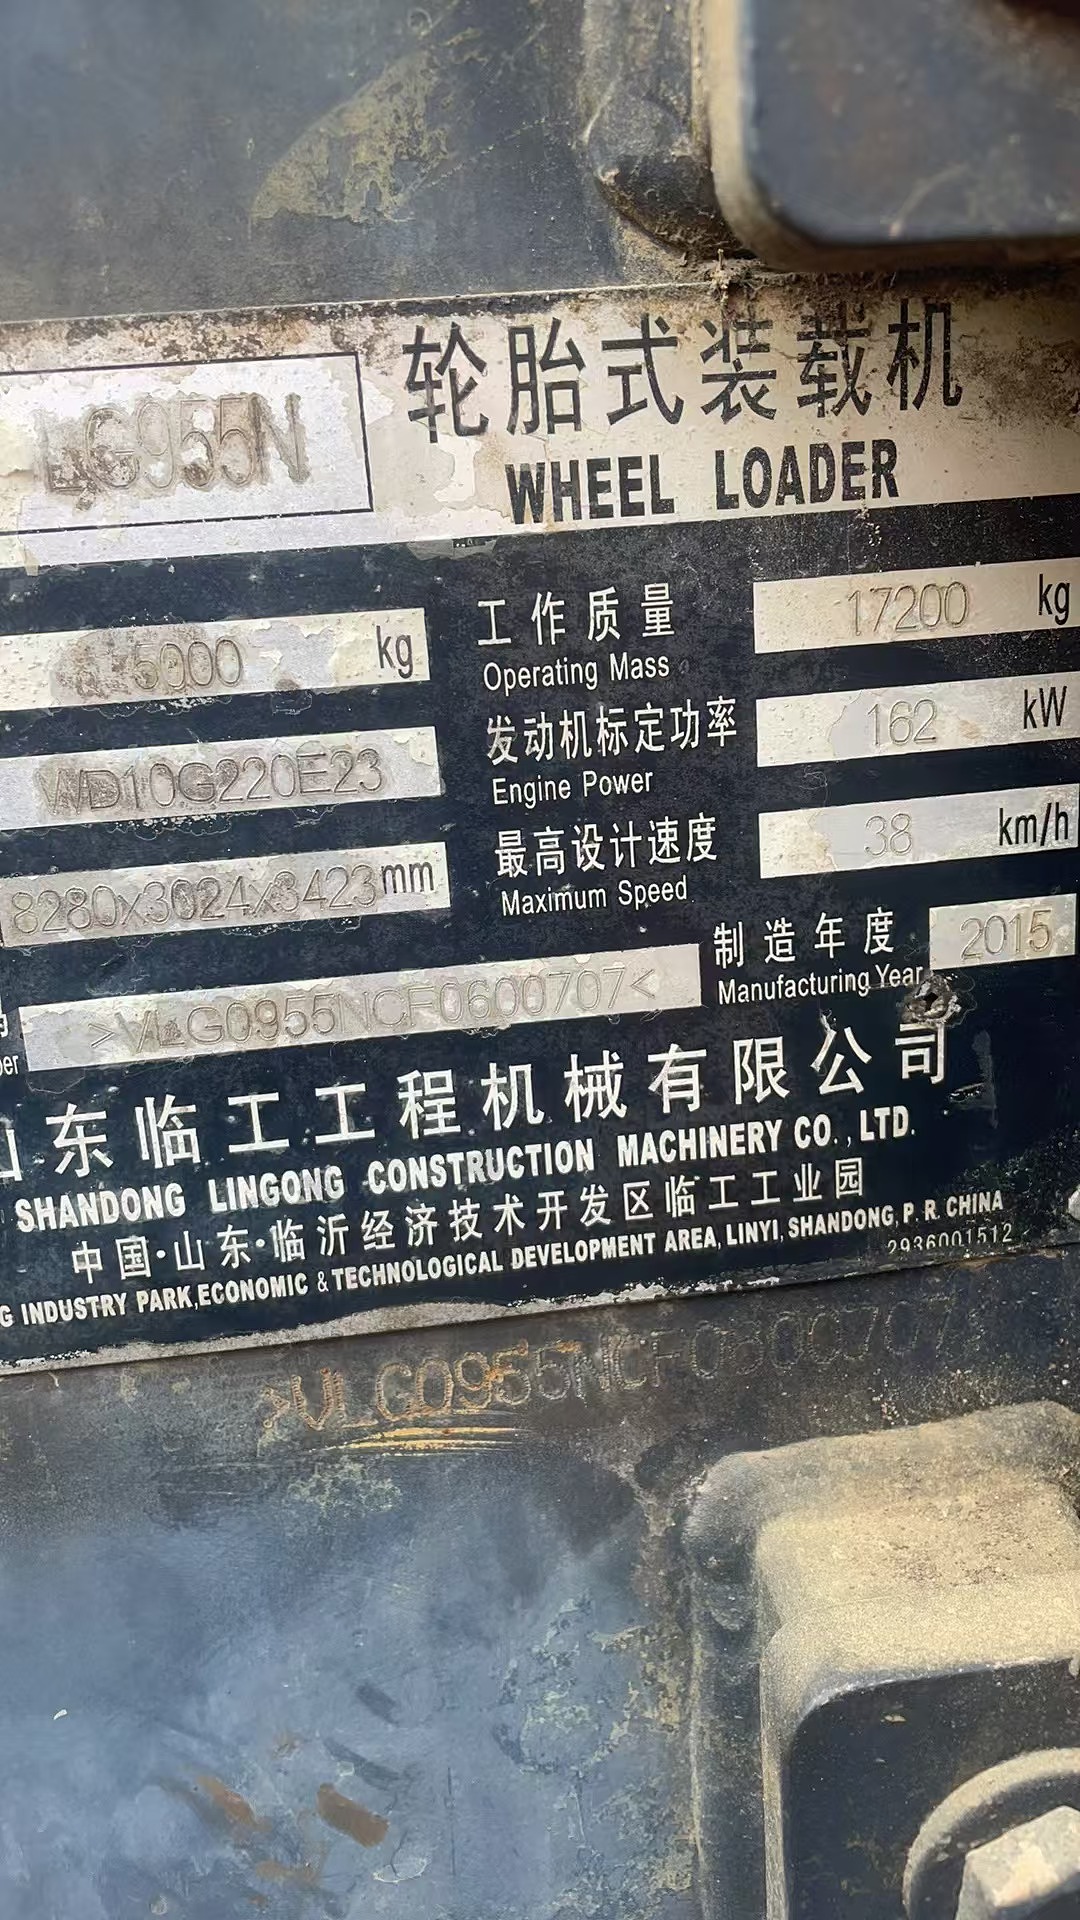 LG955N
轮胎式装载机
WHEEL LOADER
5000 kg
工作质量 17200 kg
Operating Mass
WD10G220E23
发动机标定功率 162 kW
Engine Power
8280x3024x3423 mm
最高设计速度 38 km/h
Maximum Speed
>VLG0955NCF0600707<
制造年度 2015
Manufacturing Year
山东临工工程机械有限公司
SHANDONG LINGONG CONSTRUCTION MACHINERY CO.,LTD.
中国·山东·临沂经济技术开发区临工工业园
INDUSTRY PARK,ECONOMIC & TECHNOLOGICAL DEVELOPMENT AREA, LINYI, SHANDONG, P. R. CHINA
2936001512
>VLG0955NCF0600707